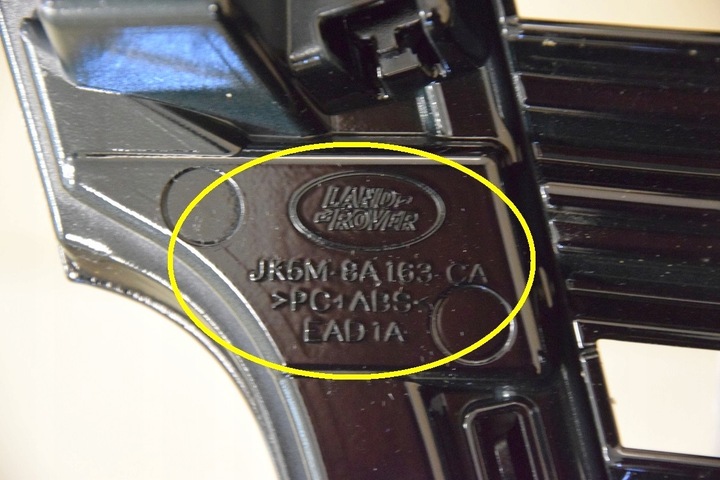 LAND-
-ROVER
JK5M-8A163-CA
>PC+ABS<
EAD1A